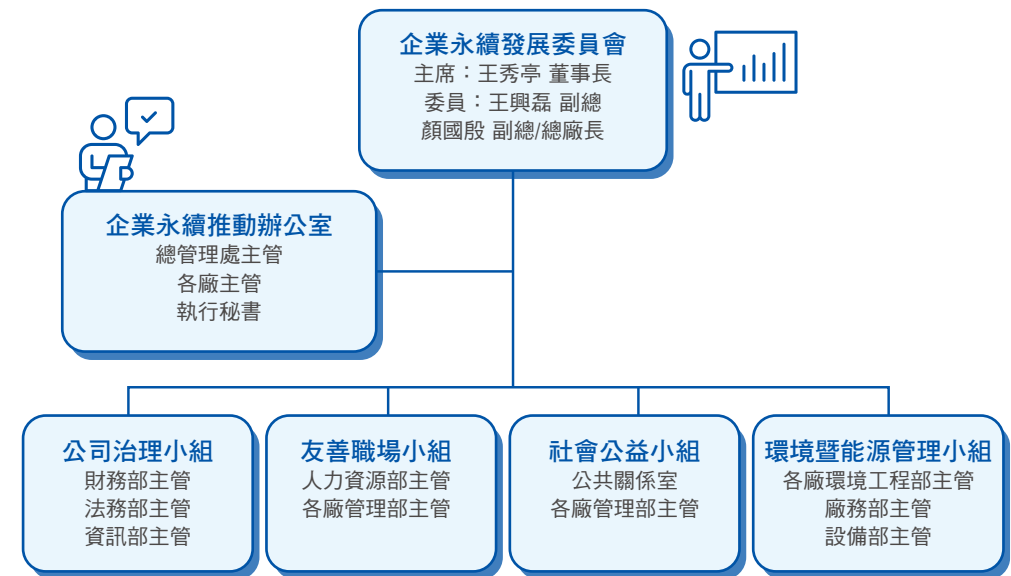 企業永續發展委員會
主席：王秀亭 董事長
委員：王興磊 副總
顏國殷 副總/總廠長
企業永續推動辦公室
總管理處主管
各廠主管
執行秘書
公司治理小組
財務部主管
法務部主管
資訊部主管
友善職場小組
人力資源部主管
各廠管理部主管
社會公益小組
公共關係室
各廠管理部主管
環境暨能源管理小組
各廠環境工程部主管
廠務部主管
設備部主管